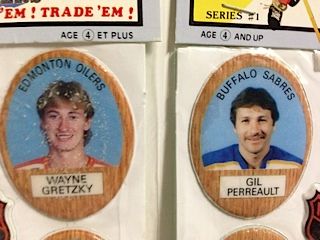 'EM! TRADE 'EM!
AGE 4 ET PLUS
EDMONTON OILERS
WAYNE
GRETZKY
SERIES #1
AGE 4 AND UP
BUFFALO SABRES
GIL
PERREAULT